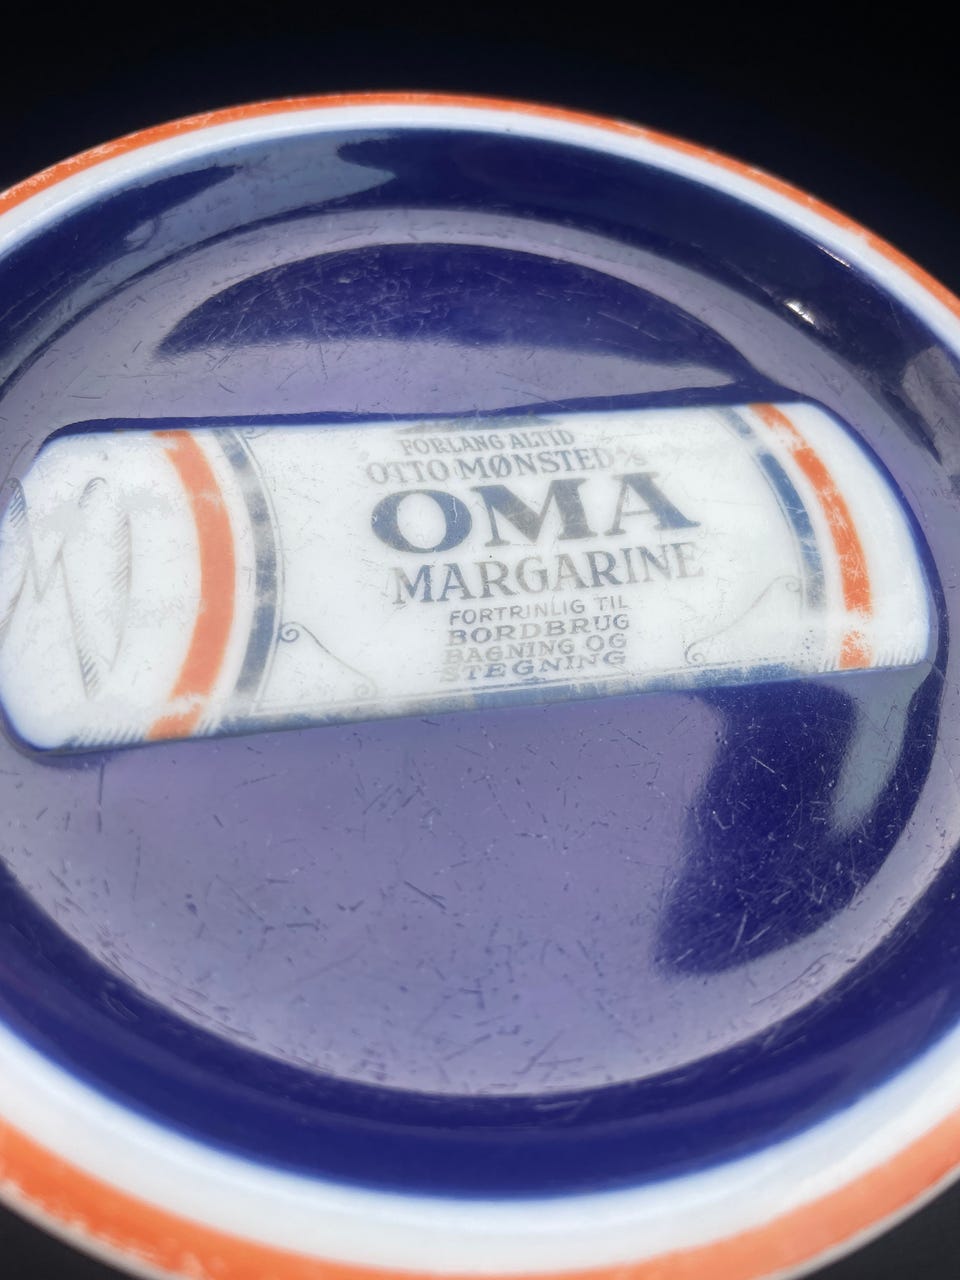 FORLANG ALTID
OTTO MØNSTED A/S
OMA
MARGARINE
FORTRINLIG TIL
BORDBRUG
BAGNING OG
STEGNING